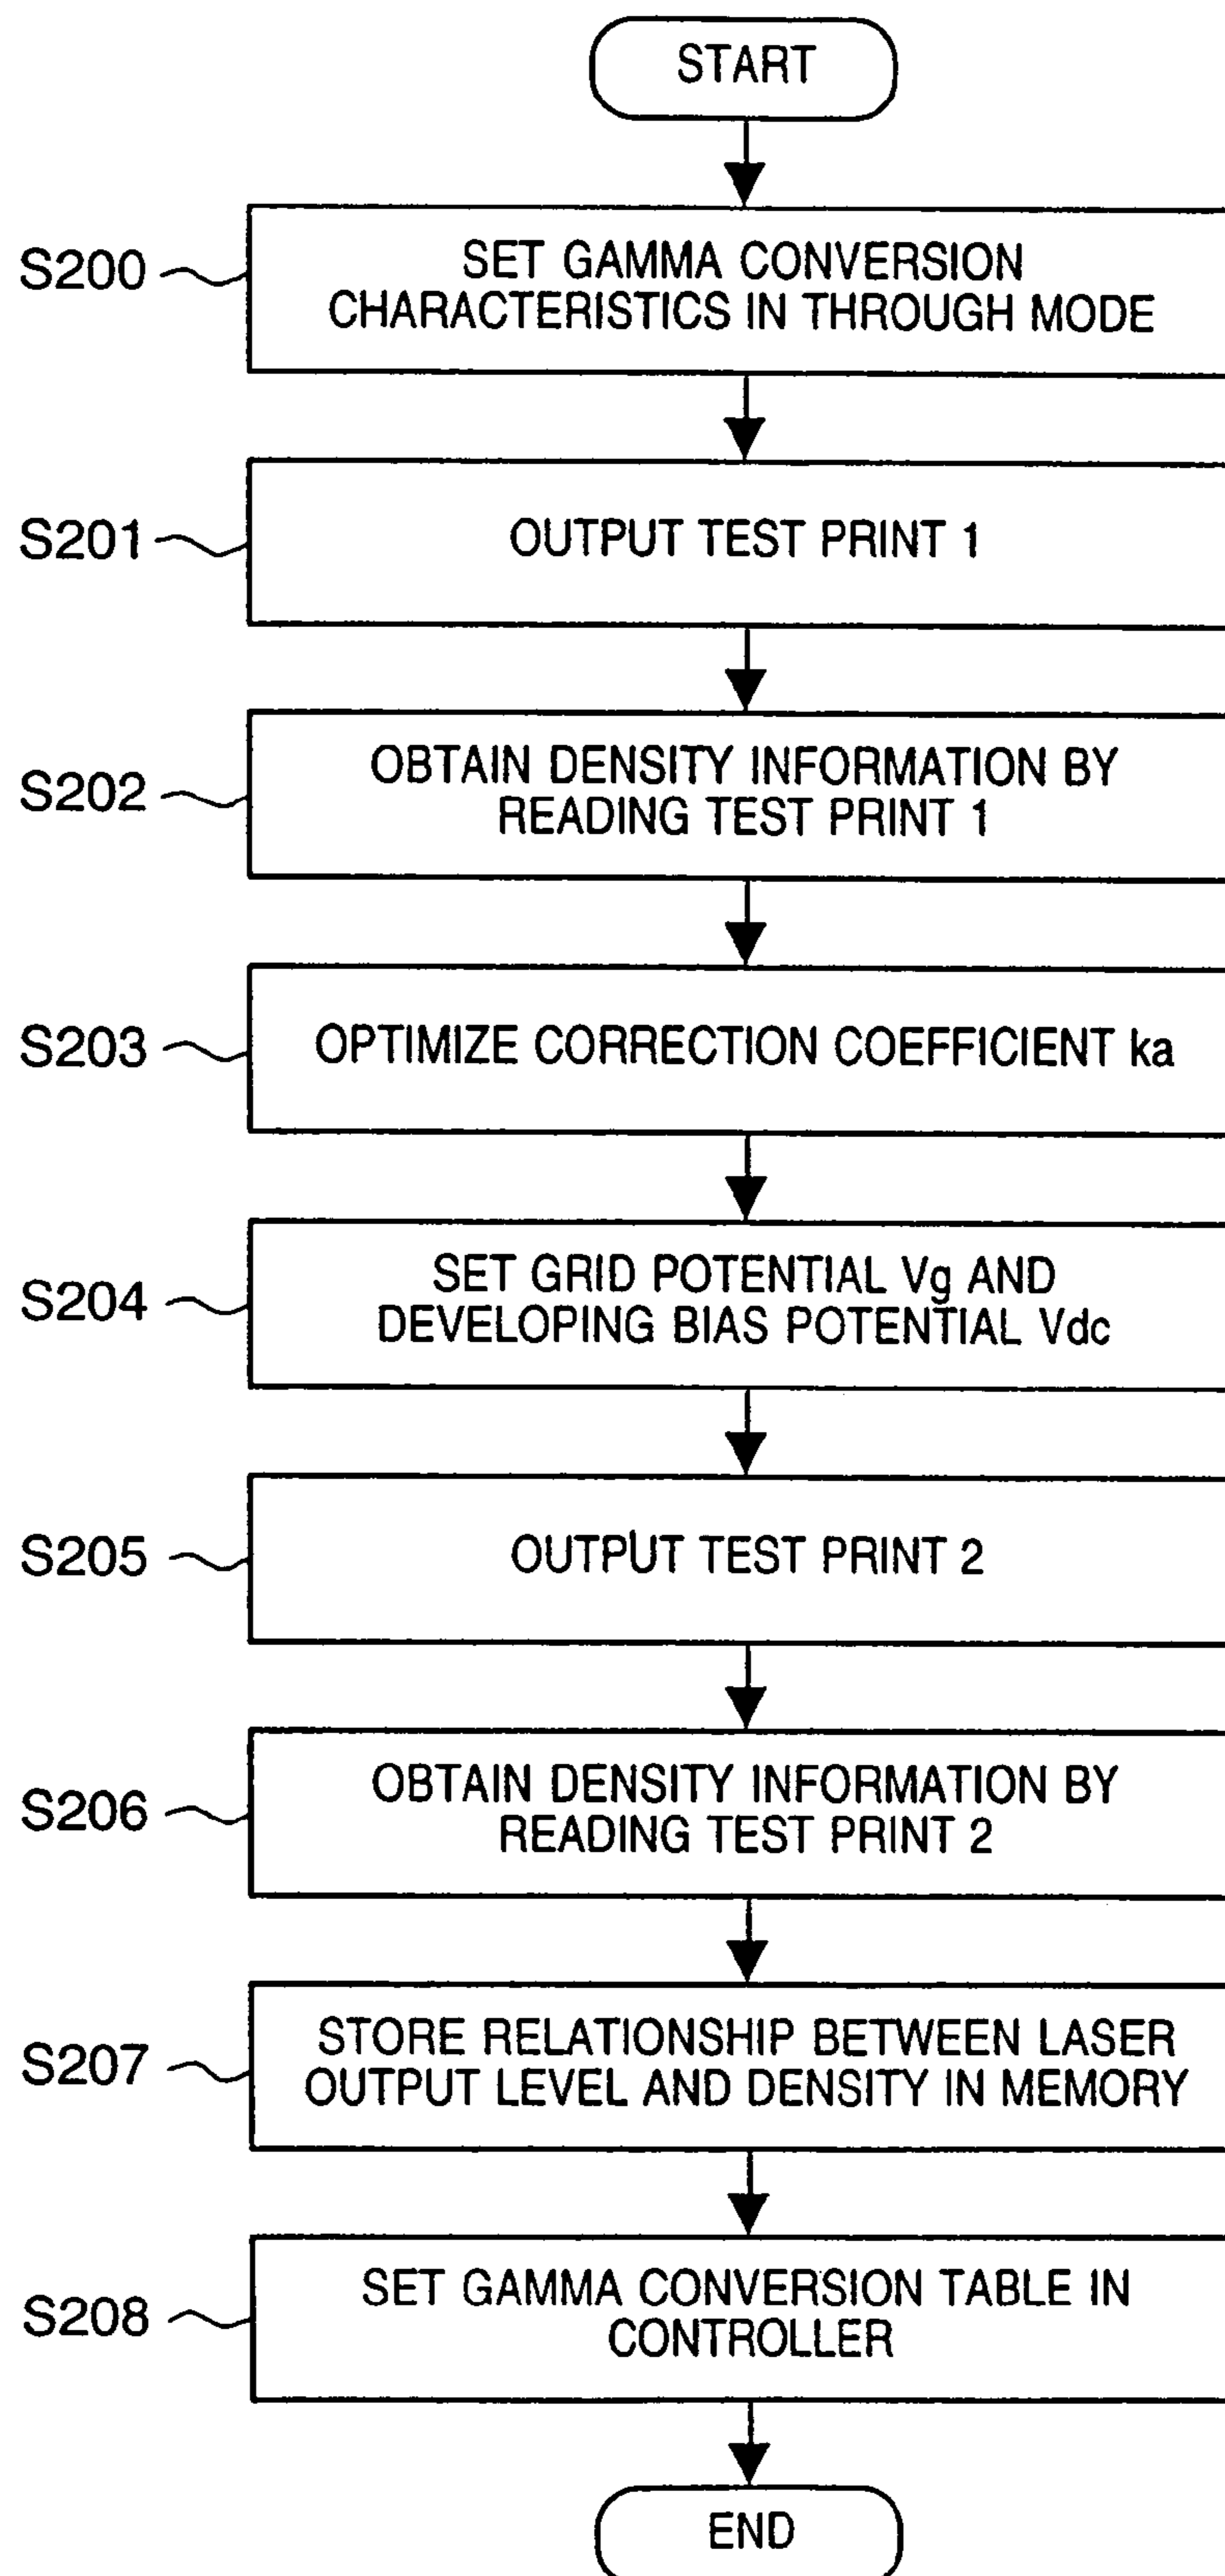 START
S200
SET GAMMA CONVERSION
CHARACTERISTICS IN THROUGH MODE
S201
OUTPUT TEST PRINT 1
S202
OBTAIN DENSITY INFORMATION BY
READING TEST PRINT 1
S203
OPTIMIZE CORRECTION COEFFICIENT ka
S204
SET GRID POTENTIAL Vg AND
DEVELOPING BIAS POTENTIAL Vdc
S205
OUTPUT TEST PRINT 2
S206
OBTAIN DENSITY INFORMATION BY
READING TEST PRINT 2
S207
STORE RELATIONSHIP BETWEEN LASER
OUTPUT LEVEL AND DENSITY IN MEMORY
S208
SET GAMMA CONVERSION TABLE IN
CONTROLLER
END